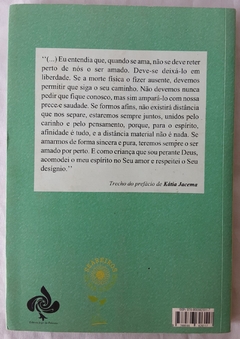 "(...) Eu entendia que, quando se ama, não se deve reter
perto de nós o ser amado. Deve-se deixá-lo em
liberdade. Se a morte física o fizer ausente, devemos
permitir que siga o seu caminho. Não devemos nunca
pedir que fique conosco, mas sim ampará-lo com nossa
prece e saudade. Se formos afins, não existirá distância
que nos separe, estaremos sempre juntos, unidos pelo
carinho e pelo pensamento, porque, para o espírito,
afinidade é tudo, e a distância material não é nada. Se
amarmos de forma sincera e pura, teremos sempre o ser
amado por perto. E como criança que sou perante Deus,
acomodei o meu espírito no Seu amor e respeitei o Seu
desígnio."
Trecho do prefácio de Kátia Jacema